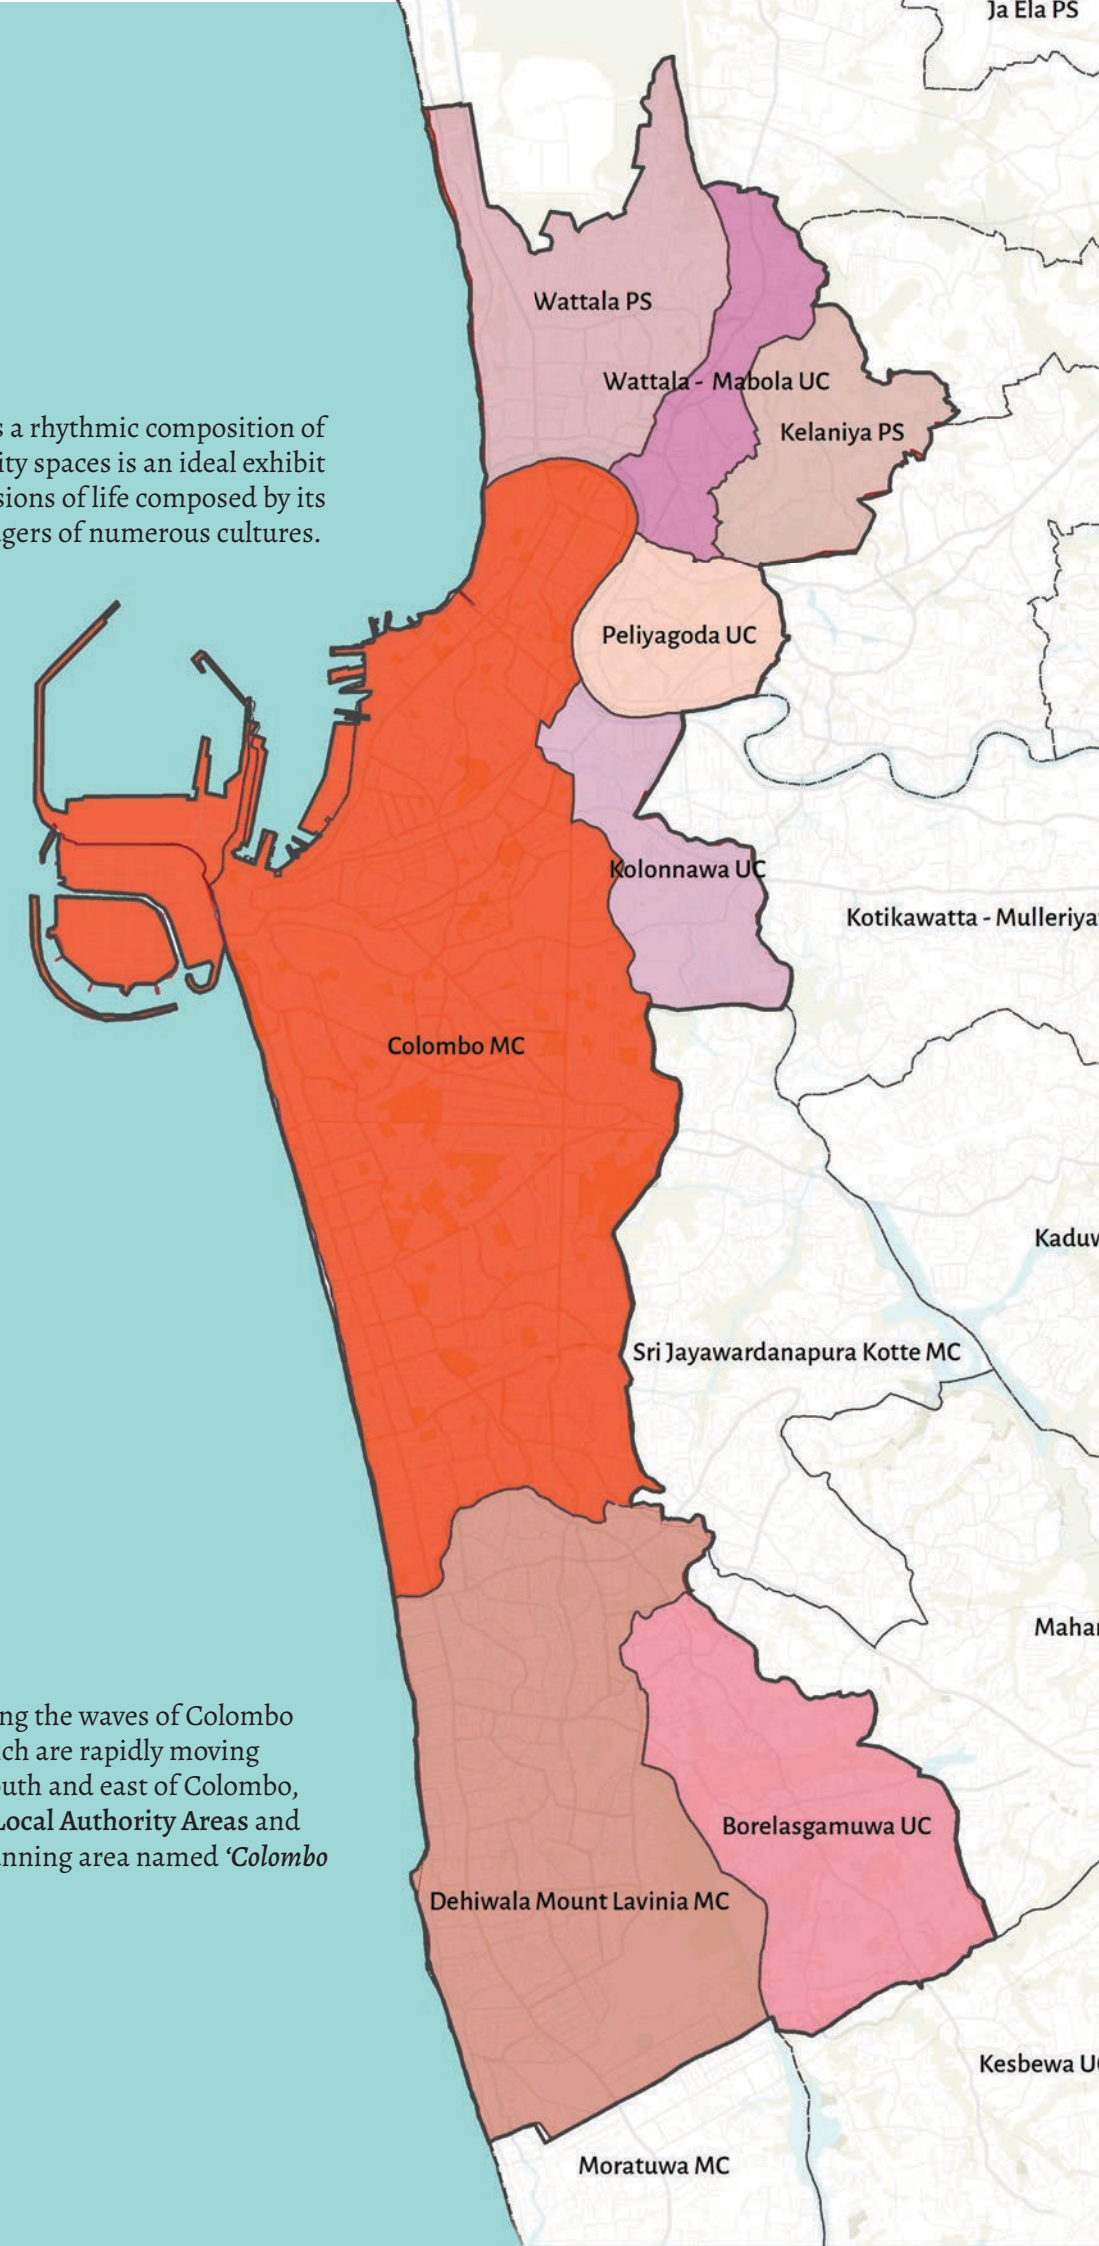 Ja Ela PS
Wattala PS
Wattala - Mabola UC
Kelaniya PS
s a rhythmic composition of
ity spaces is an ideal exhibit
sions of life composed by its
gers of numerous cultures.
Peliyagoda UC
Kolonnawa UC
Kotikawatta - Mulleriya
Colombo MC
Kaduw
Sri Jayawardanapura Kotte MC
Mahar
ng the waves of Colombo
ch are rapidly moving
outh and east of Colombo,
Local Authority Areas and
nning area named ‘Colombo
Borelasgamuwa UC
Dehiwala Mount Lavinia MC
Kesbewa U
Moratuwa MC